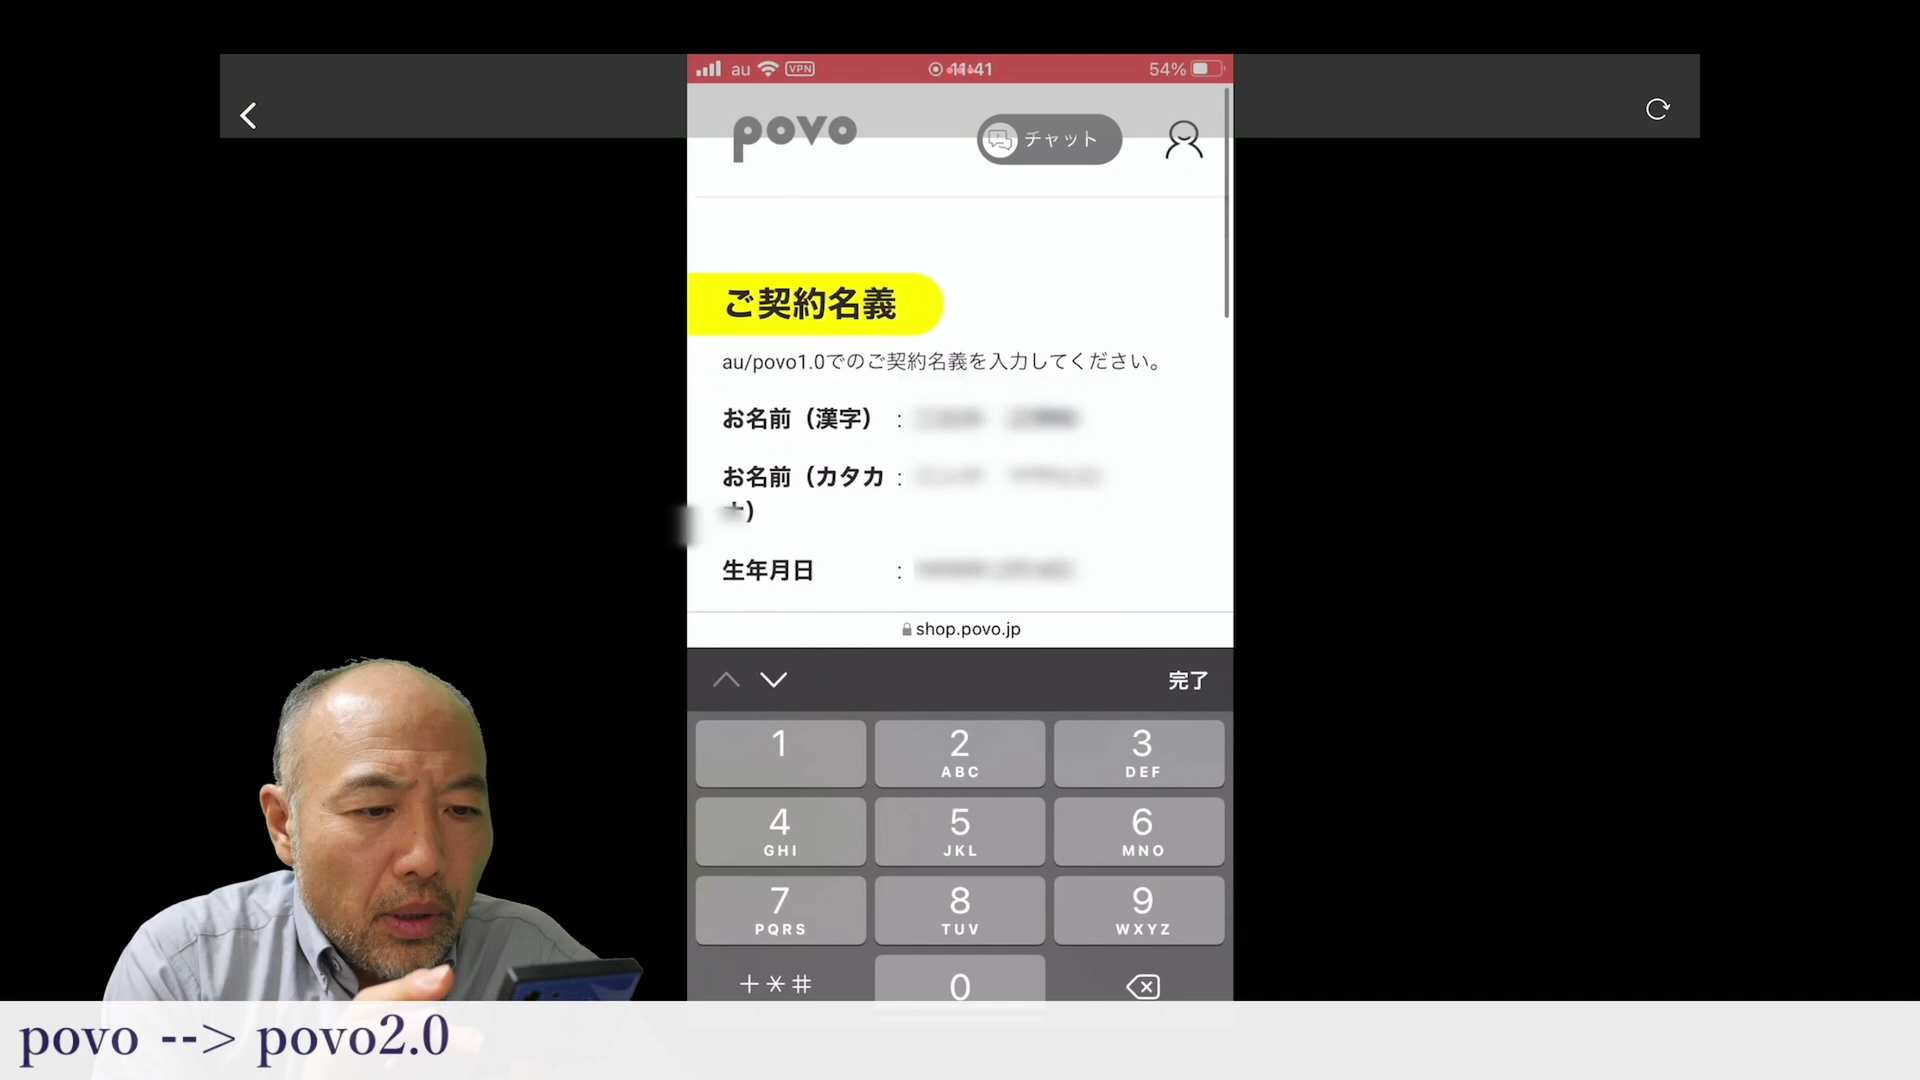 au VPN 11:41 54%
povo チャット
ご契約名義
au/povo1.0でのご契約名義を入力してください。
お名前（漢字） :
お名前（カタカ :
ナ）
生年月日 :
shop.povo.jp
完了
1 2 3
ABC DEF
4 5 6
GHI JKL MNO
7 8 9
PQRS TUV WXYZ
+*# 0
povo --> povo2.0